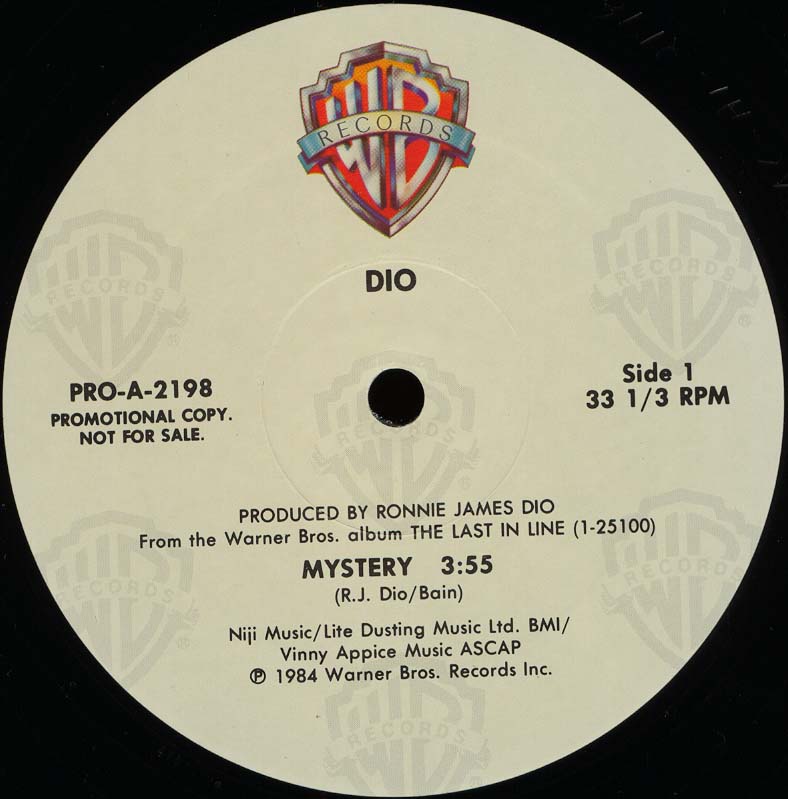 WB
RECORDS
DIO
PRO-A-2198
PROMOTIONAL COPY.
NOT FOR SALE.
Side 1
33 1/3 RPM
PRODUCED BY RONNIE JAMES DIO
From the Warner Bros. album THE LAST IN LINE (1-25100)
MYSTERY 3:55
(R.J. Dio/Bain)
Niji Music/Lite Dusting Music Ltd. BMI/
Vinny Appice Music ASCAP
℗ 1984 Warner Bros. Records Inc.